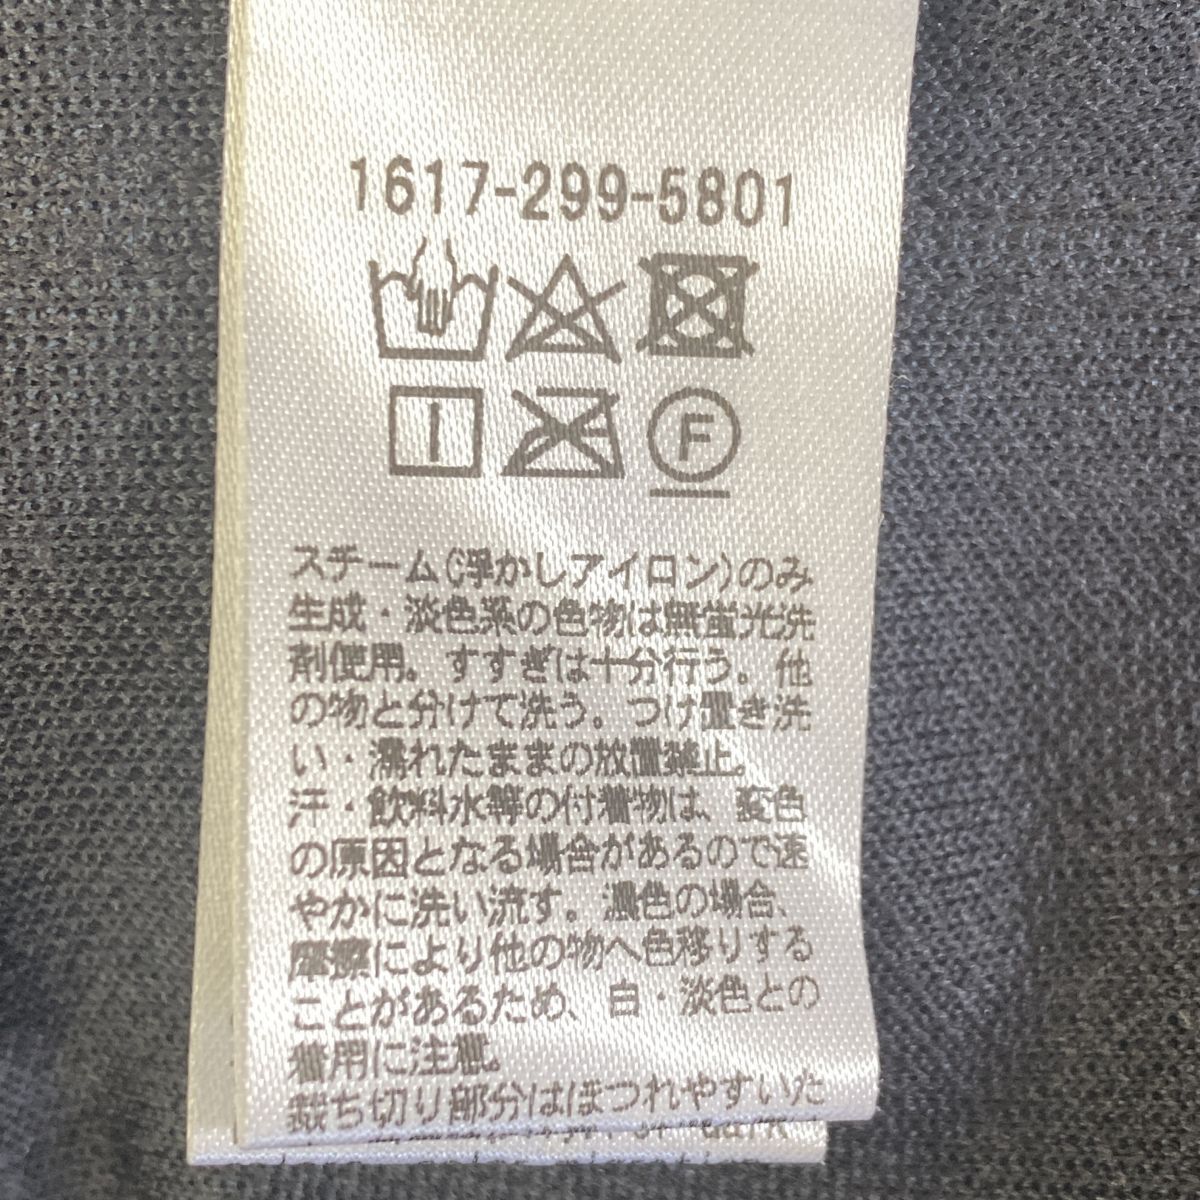 1617-299-5801
F
スチーム(浮かしアイロン)のみ
生成・淡色系の色物は無蛍光洗
剤使用。すすぎは十分行う。他
の物と分けて洗う。つけ置き洗
い・濡れたままの放置禁止。
汗・飲料水等の付着物は、変色
の原因となる場合があるので速
やかに洗い流す。濃色の場合、
摩擦により他の物へ色移りする
ことがあるため、白・淡色との
着用に注意。
裁ち切り部分はほつれやすいた